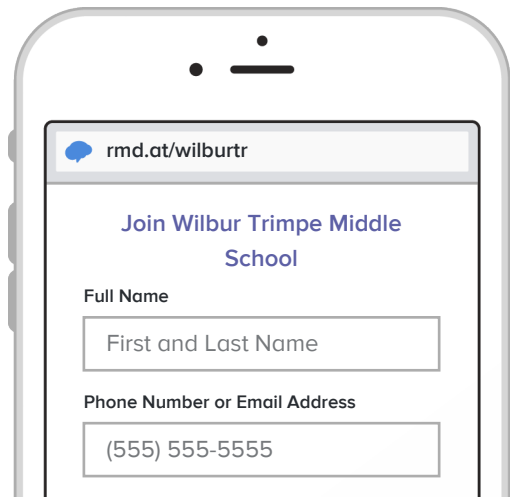 rmd.at/wilburtr
Join Wilbur Trimpe Middle
School
Full Name
First and Last Name
Phone Number or Email Address
(555) 555-5555